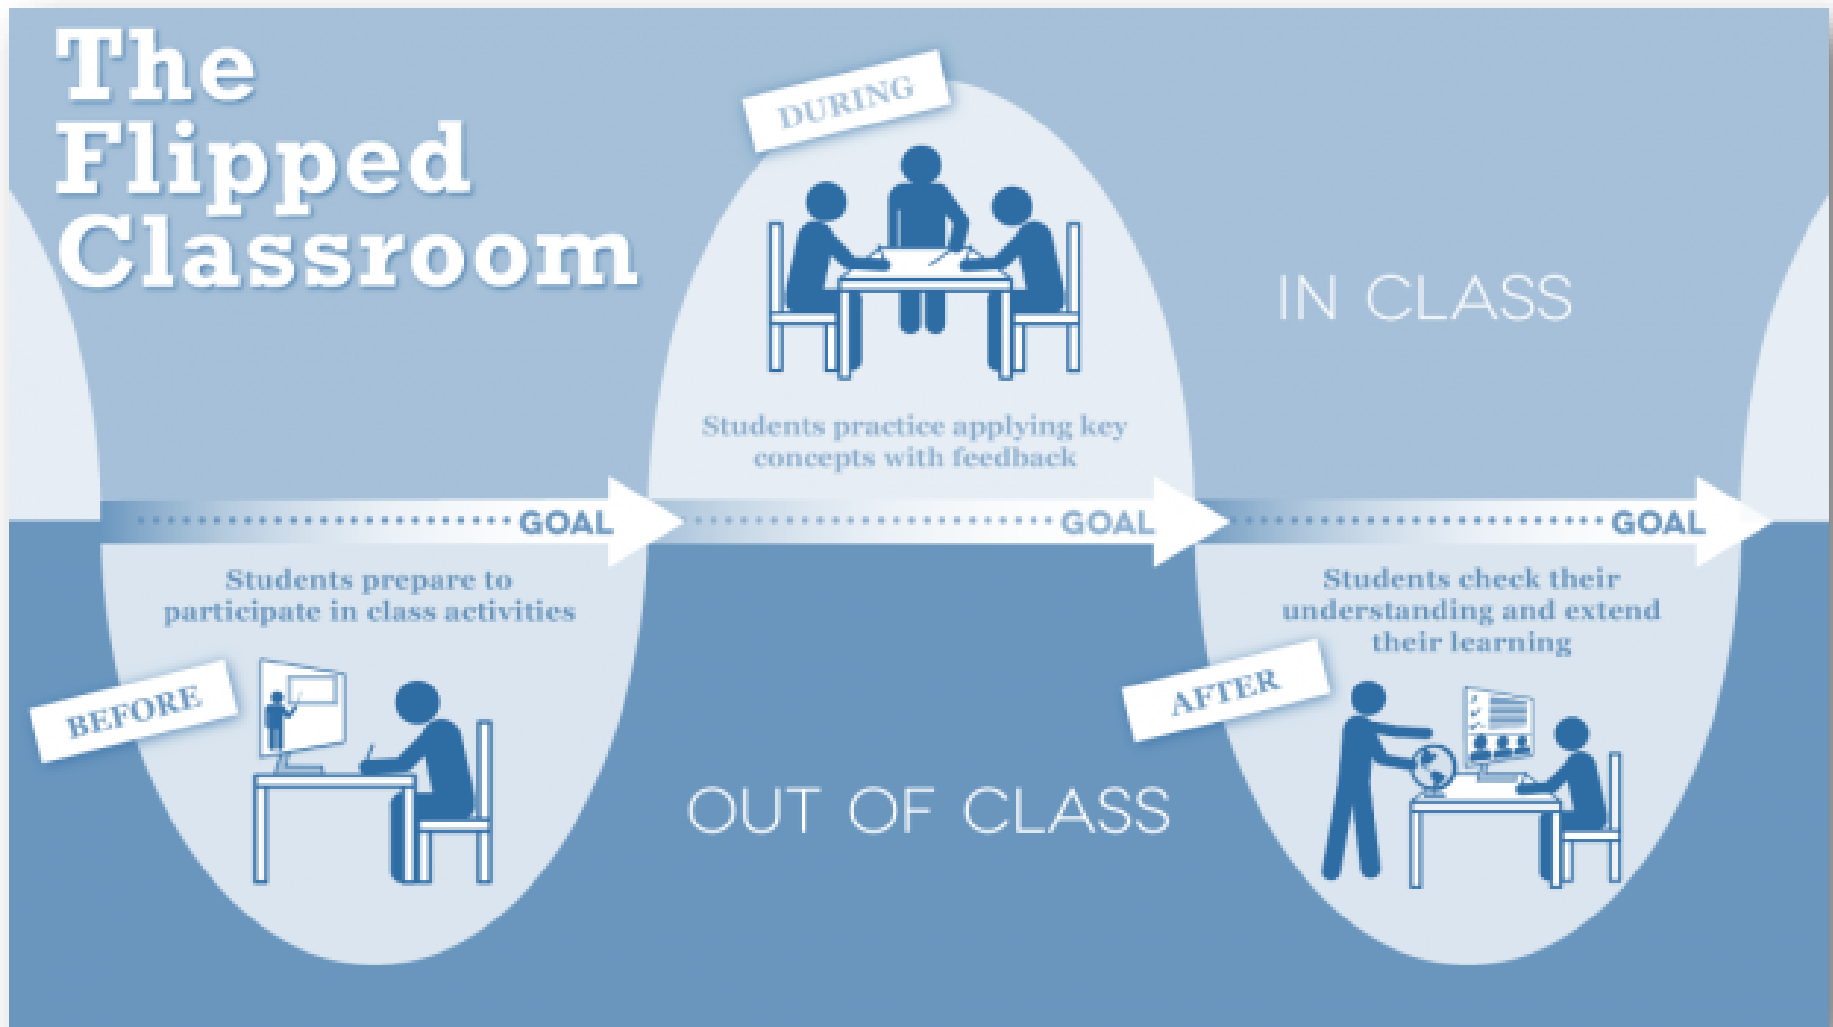 The
Flipped
Classroom
DURING
IN CLASS
Students practice applying key
concepts with feedback
GOAL
GOAL
GOAL
Students prepare to
participate in class activities
BEFORE
OUT OF CLASS
Students check their
understanding and extend
their learning
AFTER